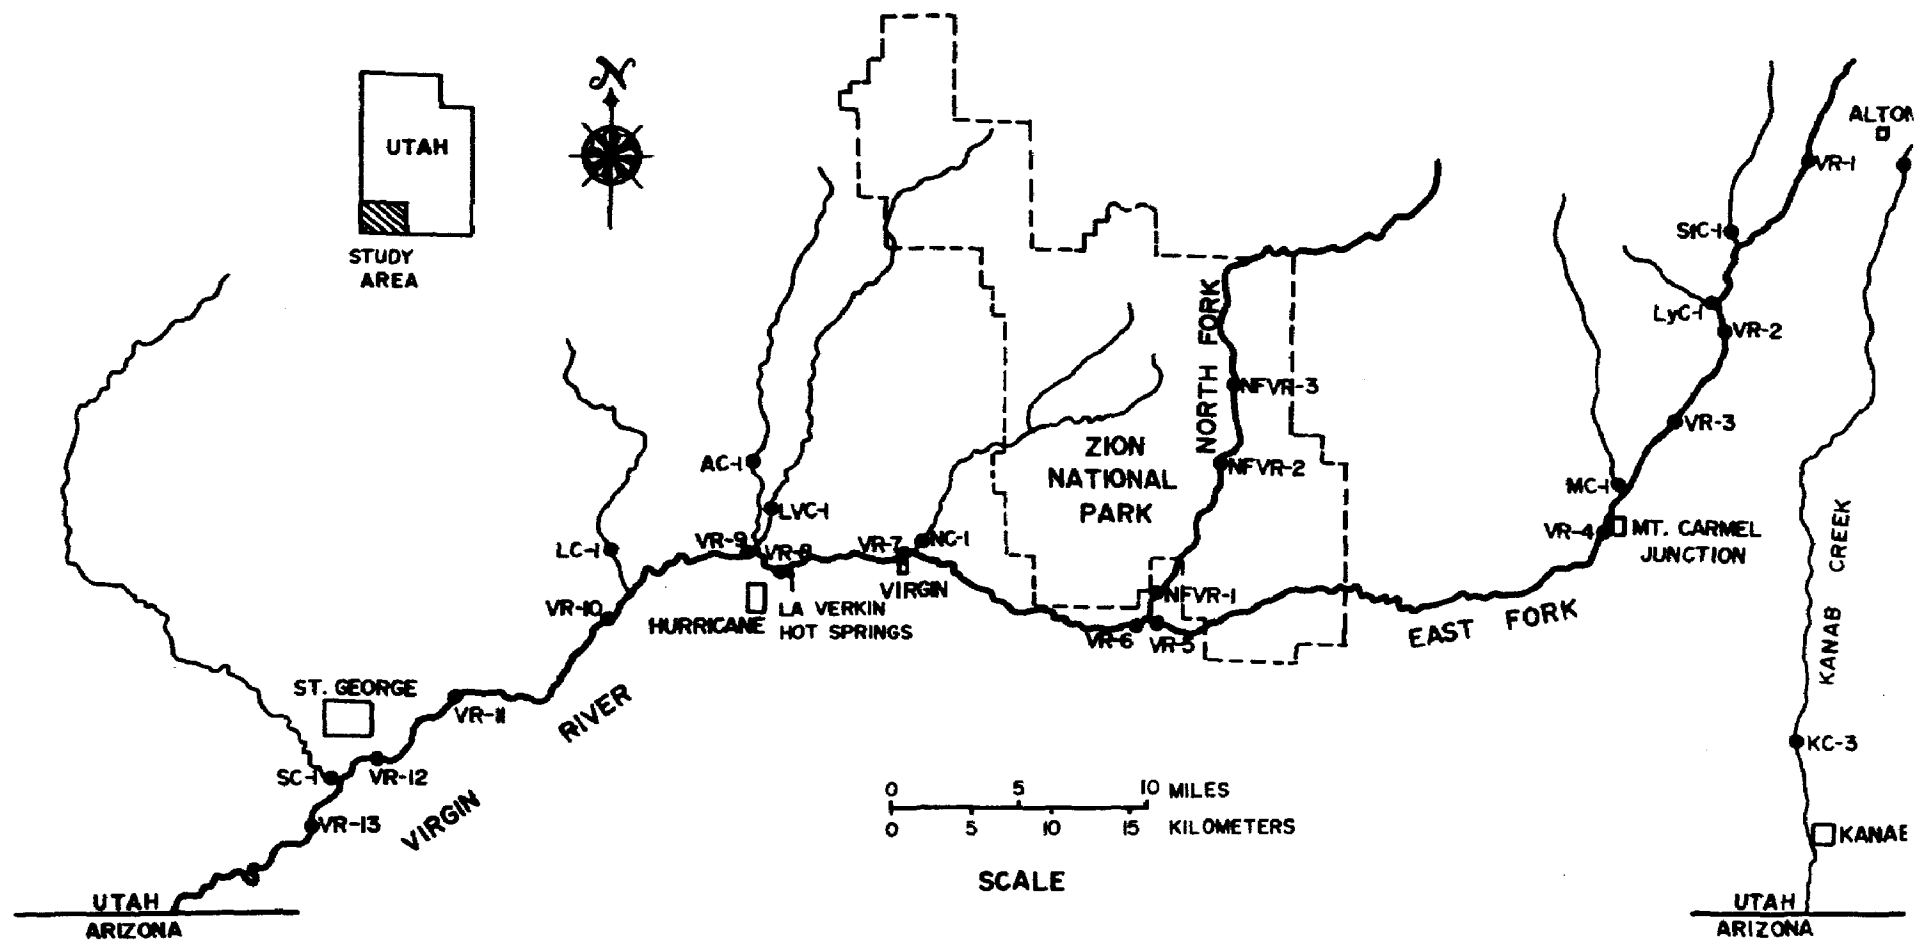 N
UTAH
STUDY
AREA
ALTON
VR-1
StC-1
LyC-1
VR-2
VR-3
MC-1
VR-4
MT. CARMEL
JUNCTION
KANAB CREEK
KC-3
KANAB
NORTH FORK
NFVR-3
NFVR-2
NFVR-1
ZION
NATIONAL
PARK
EAST FORK
VR-5
VR-6
NC-1
VR-7
VIRGIN
AC-1
LVC-1
VR-9
VR-8
LA VERKIN
HOT SPRINGS
HURRICANE
LC-1
VR-10
VIRGIN RIVER
VR-11
ST. GEORGE
VR-12
SC-1
VR-13
0 5 10 MILES
0 5 10 15 KILOMETERS
SCALE
UTAH
ARIZONA
UTAH
ARIZONA